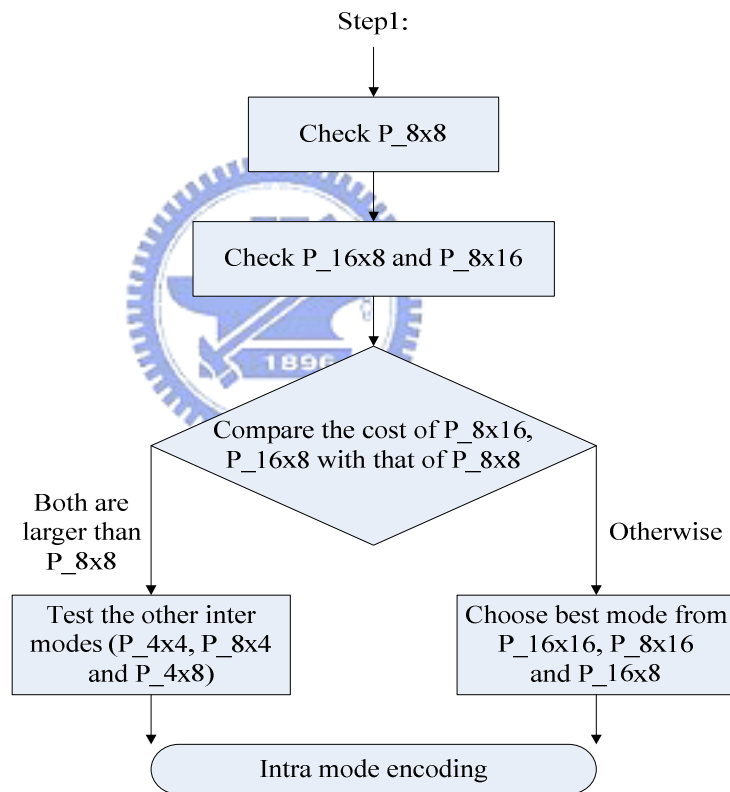 Step1:
Check P_8x8
Check P_16x8 and P_8x16
1896
Compare the cost of P_8x16,
P_16x8 with that of P_8x8
Both are
larger than
P_8x8
Otherwise
Test the other inter
modes (P_4x4, P_8x4
and P_4x8)
Choose best mode from
P_16x16, P_8x16
and P_16x8
Intra mode encoding